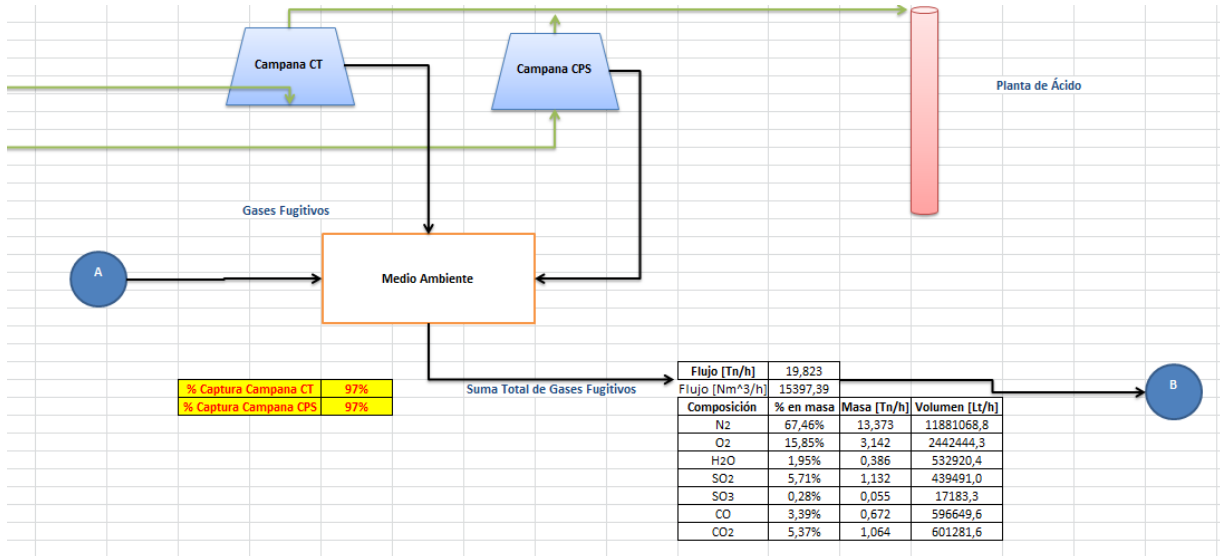 Campana CT
Campana CPS
Planta de Ácido
Gases Fugitivos
A
Medio Ambiente
% Captura Campana CT 97%
% Captura Campana CPS 97%
Suma Total de Gases Fugitivos
Flujo [Tn/h] 19,823
Flujo [Nm^3/h] 15397,39
B
Composición % en masa Masa [Tn/h] Volumen [Lt/h]
N2 67,46% 13,373 11881068,8
O2 15,85% 3,142 2442444,3
H2O 1,95% 0,386 532920,4
SO2 5,71% 1,132 439491,0
SO3 0,28% 0,055 17183,3
CO 3,39% 0,672 596649,6
CO2 5,37% 1,064 601281,6